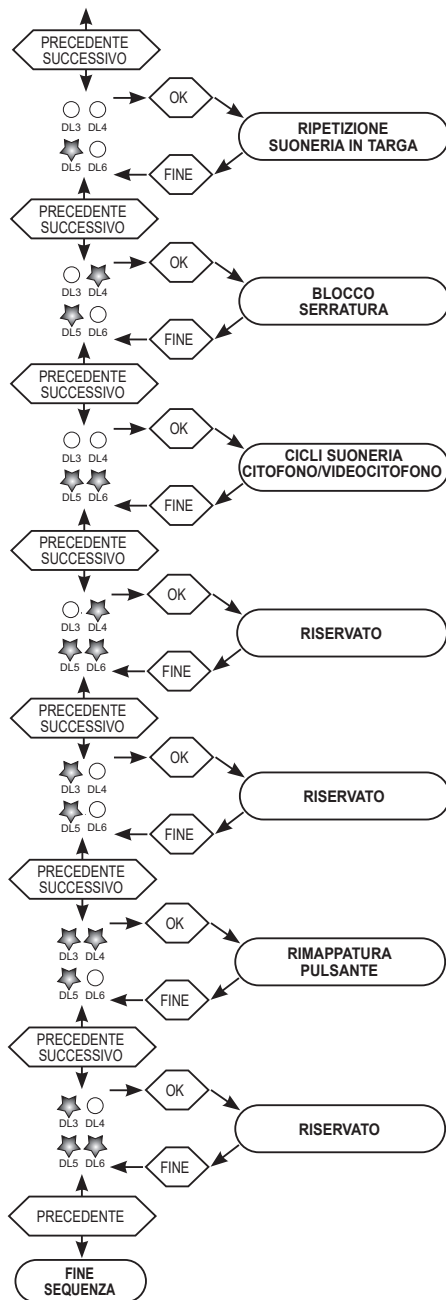 PRECEDENTE
SUCCESSIVO
DL3 DL4
DL5 DL6
OK
FINE
RIPETIZIONE
SUONERIA IN TARGA
PRECEDENTE
SUCCESSIVO
DL3 DL4
DL5 DL6
OK
FINE
BLOCCO
SERRATURA
PRECEDENTE
SUCCESSIVO
DL3 DL4
DL5 DL6
OK
FINE
CICLI SUONERIA
CITOFONO/VIDEOCITOFONO
PRECEDENTE
SUCCESSIVO
DL3 DL4
DL5 DL6
OK
FINE
RISERVATO
PRECEDENTE
SUCCESSIVO
DL3 DL4
DL5 DL6
OK
FINE
RISERVATO
PRECEDENTE
SUCCESSIVO
DL3 DL4
DL5 DL6
OK
FINE
RIMAPPATURA
PULSANTE
PRECEDENTE
SUCCESSIVO
DL3 DL4
DL5 DL6
OK
FINE
RISERVATO
PRECEDENTE
FINE
SEQUENZA